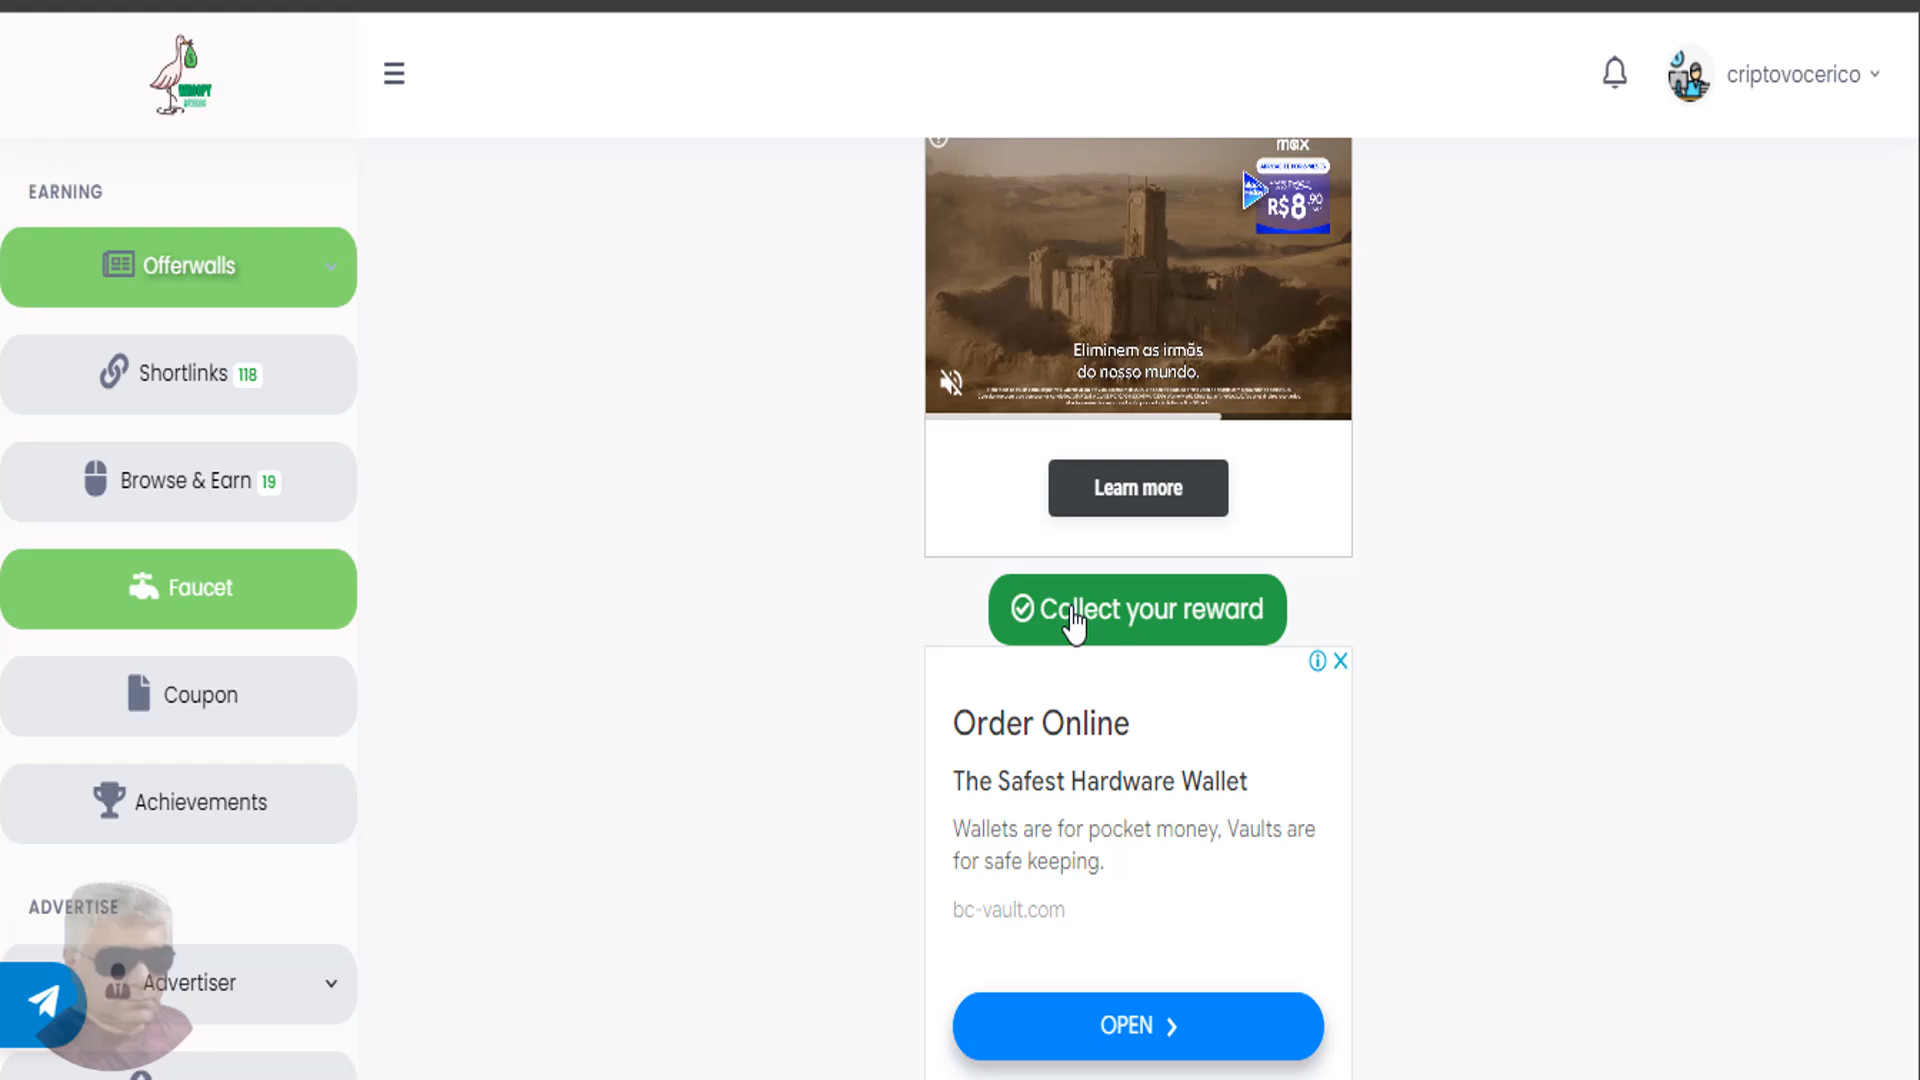 WHOOPY
criptovocerico
EARNING
Offerwalls
Shortlinks 118
Browse & Earn 19
Faucet
Coupon
Achievements
ADVERTISE
Advertiser
max
R$8,90
Eliminem as irmãs
do nosso mundo.
Learn more
Collect your reward
Order Online
The Safest Hardware Wallet
Wallets are for pocket money, Vaults are
for safe keeping.
bc-vault.com
OPEN